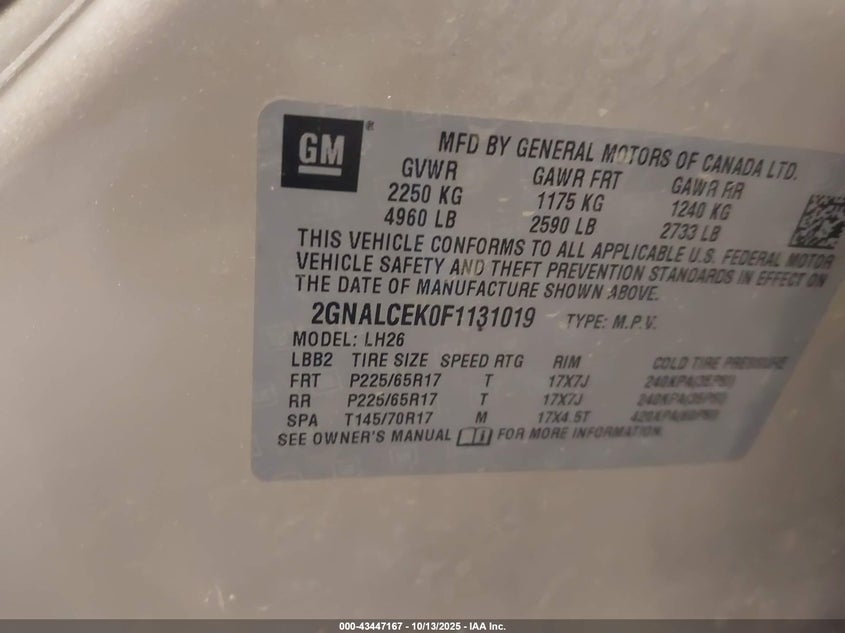 GM ®
MFD BY GENERAL MOTORS OF CANADA LTD.
GVWR GAWR FRT GAWR RR
2250 KG 1175 KG 1240 KG
4960 LB 2590 LB 2733 LB
THIS VEHICLE CONFORMS TO ALL APPLICABLE U.S. FEDERAL MOTOR
VEHICLE SAFETY AND THEFT PREVENTION STANDARDS IN EFFECT ON
THE DATE OF MANUFACTURE SHOWN ABOVE.
2GNALCEK0F1131019 TYPE: M.P.V.
MODEL: LH26
LBB2 TIRE SIZE SPEED RTG RIM COLD TIRE PRESSURE
FRT P225/65R17 T 17X7J 240KPA(35PSI)
RR P225/65R17 T 17X7J 240KPA(35PSI)
SPA T145/70R17 M 17X4.5T 420KPA(60PSI)
SEE OWNER'S MANUAL FOR MORE INFORMATION.
000-43447167 - 10/13/2025 - IAA Inc.